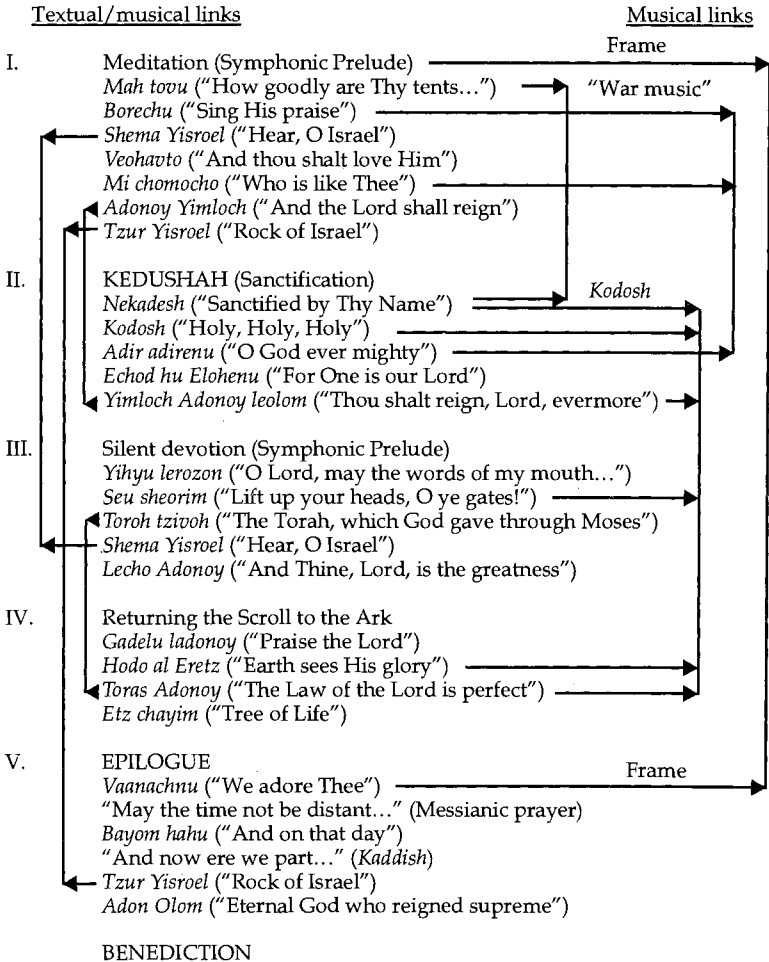 Textual/musical links Musical links
Frame
I. Meditation (Symphonic Prelude)
Mah tovu ("How goodly are Thy tents...") "War music"
Borechu ("Sing His praise")
Shema Yisroel ("Hear, O Israel")
Veohavto ("And thou shalt love Him")
Mi chomocho ("Who is like Thee")
Adonoy Yimloch ("And the Lord shall reign")
Tzur Yisroel ("Rock of Israel")
II. KEDUSHAH (Sanctification)
Nekadesh ("Sanctified by Thy Name") Kodosh
Kodosh ("Holy, Holy, Holy")
Adir adirenu ("O God ever mighty")
Echod hu Elohenu ("For One is our Lord")
Yimloch Adonoy leolom ("Thou shalt reign, Lord, evermore")
III. Silent devotion (Symphonic Prelude)
Yihyu lerozon ("O Lord, may the words of my mouth...")
Seu sheorim ("Lift up your heads, O ye gates!")
Toroh tzivoh ("The Torah, which God gave through Moses")
Shema Yisroel ("Hear, O Israel")
Lecho Adonoy ("And Thine, Lord, is the greatness")
IV. Returning the Scroll to the Ark
Gadelu ladonoy ("Praise the Lord")
Hodo al Eretz ("Earth sees His glory")
Toras Adonoy ("The Law of the Lord is perfect")
Etz chayim ("Tree of Life")
V. EPILOGUE
Vaanachnu ("We adore Thee") Frame
"May the time not be distant..." (Messianic prayer)
Bayom hahu ("And on that day")
"And now ere we part..." (Kaddish)
Tzur Yisroel ("Rock of Israel")
Adon Olom ("Eternal God who reigned supreme")
BENEDICTION